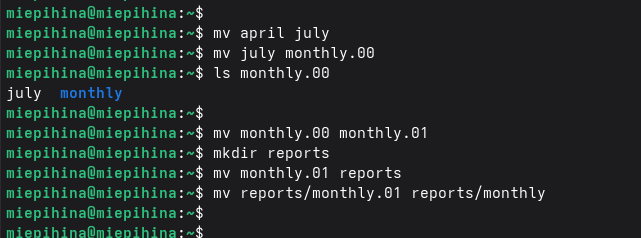 miepihina@miepihina:~$
miepihina@miepihina:~$ mv april july
miepihina@miepihina:~$ mv july monthly.00
miepihina@miepihina:~$ ls monthly.00
july  monthly
miepihina@miepihina:~$
miepihina@miepihina:~$ mv monthly.00 monthly.01
miepihina@miepihina:~$ mkdir reports
miepihina@miepihina:~$ mv monthly.01 reports
miepihina@miepihina:~$ mv reports/monthly.01 reports/monthly
miepihina@miepihina:~$
miepihina@miepihina:~$